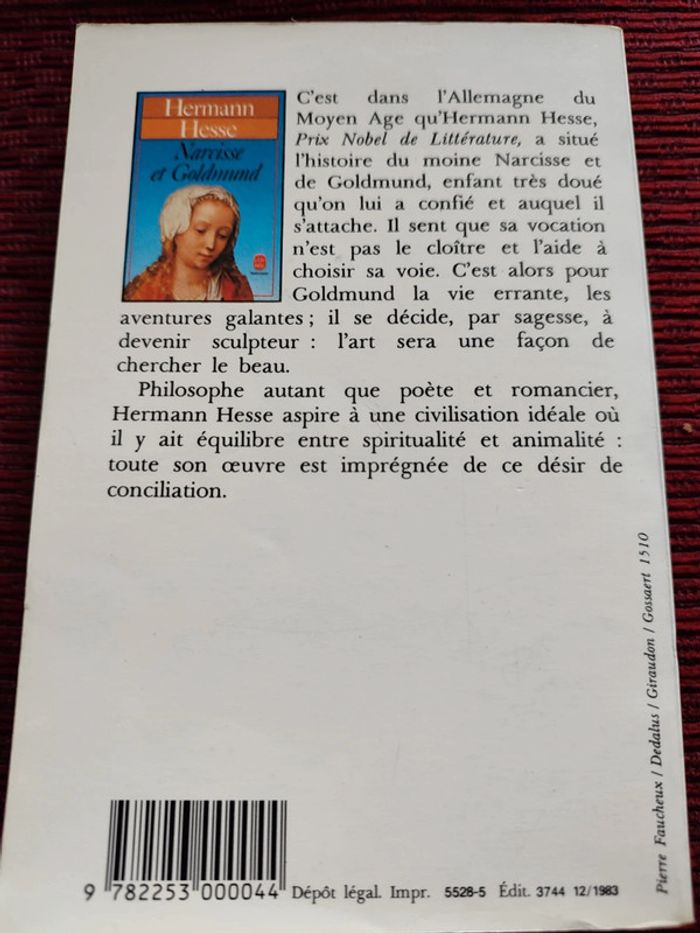 Hermann
Hesse
Narcisse
et Goldmund
C'est dans l'Allemagne du
Moyen Age qu'Hermann Hesse,
Prix Nobel de Littérature, a situé
l'histoire du moine Narcisse et
de Goldmund, enfant très doué
qu'on lui a confié et auquel il
s'attache. Il sent que sa vocation
n'est pas le cloître et l'aide à
choisir sa voie. C'est alors pour
Goldmund la vie errante, les
aventures galantes ; il se décide, par sagesse, à
devenir sculpteur : l'art sera une façon de
chercher le beau.
Philosophe autant que poète et romancier,
Hermann Hesse aspire à une civilisation idéale où
il y ait équilibre entre spiritualité et animalité :
toute son œuvre est imprégnée de ce désir de
conciliation.
Pierre Faucheux / Dedalus / Giraudon / Gossaert 1510
9 782253 000044 Dépôt légal. Impr. 5528-5 Édit. 3744 12/1983